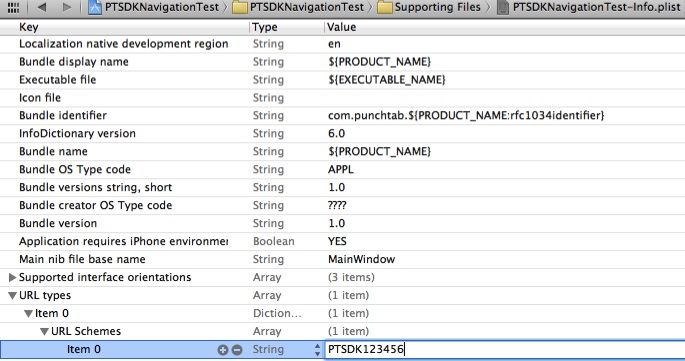 PTSDKNavigationTest PTSDKNavigationTest Supporting Files PTSDKNavigationTest-Info.plist
Key Type Value
Localization native development region String en
Bundle display name String ${PRODUCT_NAME}
Executable file String ${EXECUTABLE_NAME}
Icon file String
Bundle identifier String com.punchtab.${PRODUCT_NAME:rfc1034identifier}
InfoDictionary version String 6.0
Bundle name String ${PRODUCT_NAME}
Bundle OS Type code String APPL
Bundle versions string, short String 1.0
Bundle creator OS Type code String ????
Bundle version String 1.0
Application requires iPhone environmer Boolean YES
Main nib file base name String MainWindow
Supported interface orientations Array (3 items)
URL types Array (1 item)
Item 0 Diction... (1 item)
URL Schemes Array (1 item)
Item 0 String PTSDK123456